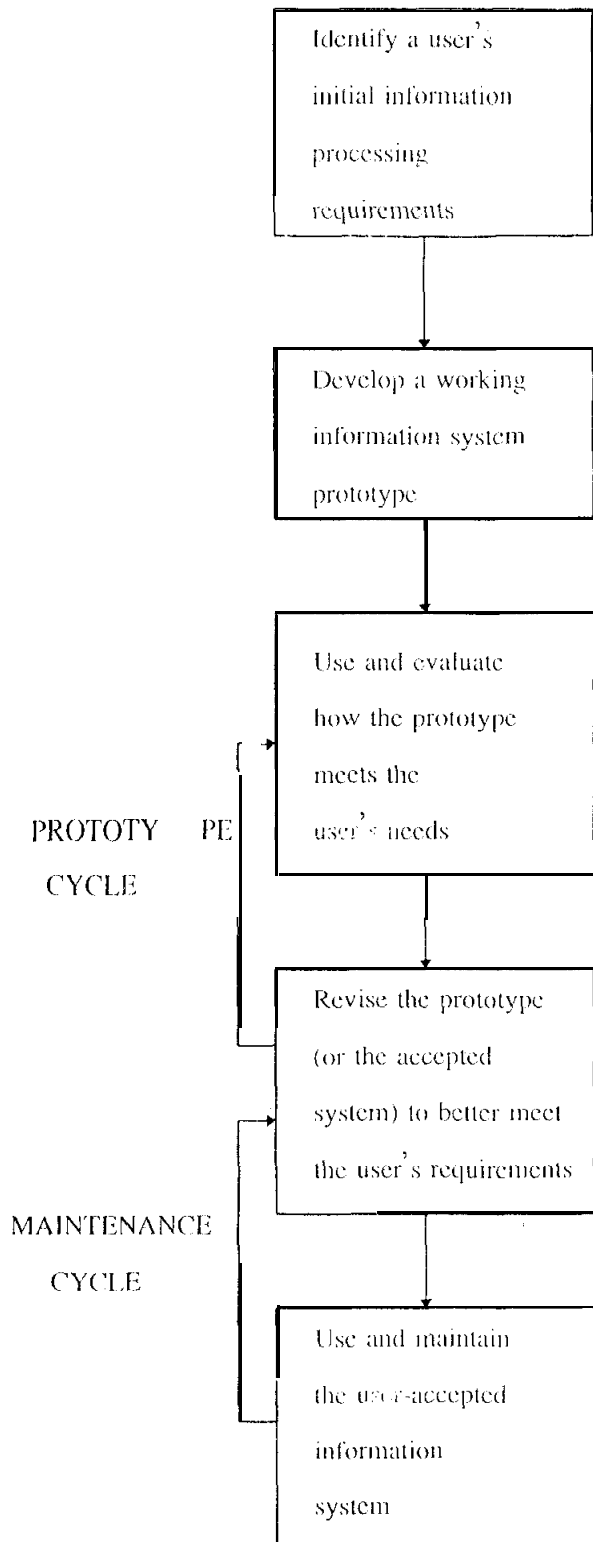 Identify a user's
initial information
processing
requirements
Develop a working
information system
prototype
Use and evaluate
how the prototype
meets the
user's needs
PROTOTY PE
CYCLE
Revise the prototype
(or the accepted
system) to better meet
the user's requirements
MAINTENANCE
CYCLE
Use and maintain
the user-accepted
information
system